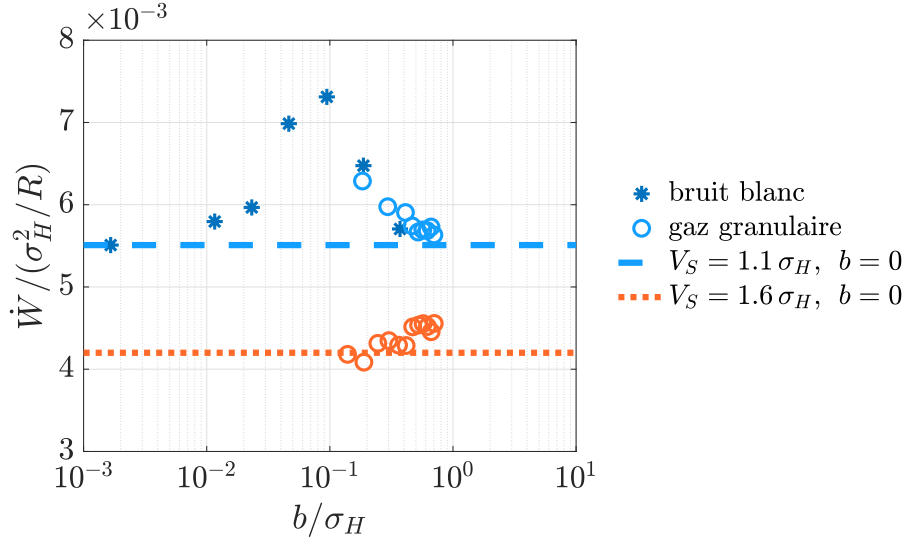 ×10⁻³
8
7
6
5
4
3
10⁻³ 10⁻² 10⁻¹ 10⁰ 10¹
b/σ_H
Ẇ/(σ²_H/R)
bruit blanc
gaz granulaire
V_S = 1.1 σ_H, b = 0
V_S = 1.6 σ_H, b = 0